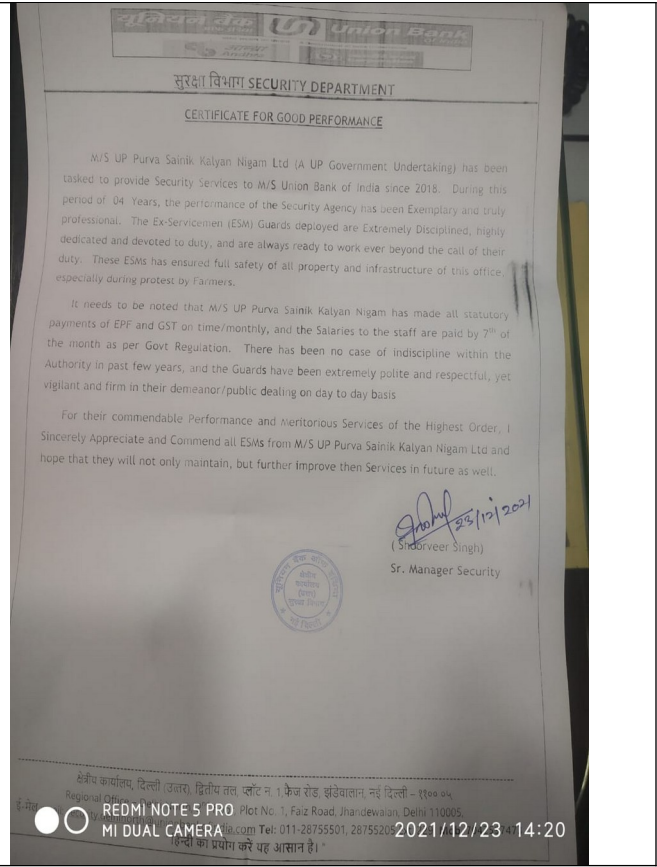 यूनियन बैंक Union Bank
आन्ध्रा
सुरक्षा विभाग SECURITY DEPARTMENT
CERTIFICATE FOR GOOD PERFORMANCE
M/S UP Purva Sainik Kalyan Nigam Ltd (A UP Government Undertaking) has been
tasked to provide Security Services to M/S Union Bank of India since 2018. During this
period of 04 Years, the performance of the Security Agency has been Exemplary and truly
professional. The Ex-Servicemen (ESM) Guards deployed are Extremely Disciplined, highly
dedicated and devoted to duty, and are always ready to work ever beyond the call of their
duty. These ESMs has ensured full safety of all property and infrastructure of this office,
especially during protest by Farmers.
It needs to be noted that M/S UP Purva Sainik Kalyan Nigam has made all statutory
payments of EPF and GST on time/monthly, and the Salaries to the staff are paid by 7th of
the month as per Govt Regulation. There has been no case of indiscipline within the
Authority in past few years, and the Guards have been extremely polite and respectful, yet
vigilant and firm in their demeanor/public dealing on day to day basis
For their commendable Performance and Meritorious Services of the Highest Order, I
Sincerely Appreciate and Commend all ESMs from M/S UP Purva Sainik Kalyan Nigam Ltd and
hope that they will not only maintain, but further improve then Services in future as well.
23/12/2021
(Shoorveer Singh)
Sr. Manager Security
यूनियन बैंक ऑफ इंडिया
क्षेत्रीय
कार्यालय
सुरक्षा विभाग
नई दिल्ली
क्षेत्रीय कार्यालय, दिल्ली (उत्तर), द्वितीय तल, प्लॉट न. 1, फैज रोड, झंडेवालान, नई दिल्ली - ११०००५
Regional Office Plot No. 1, Faiz Road, Jhandewalan, Delhi 110005,
Tel: 011-28755501,
हिन्दी का प्रयोग करें यह आसान है।"
REDMI NOTE 5 PRO
MI DUAL CAMERA
2021/12/23 14:20